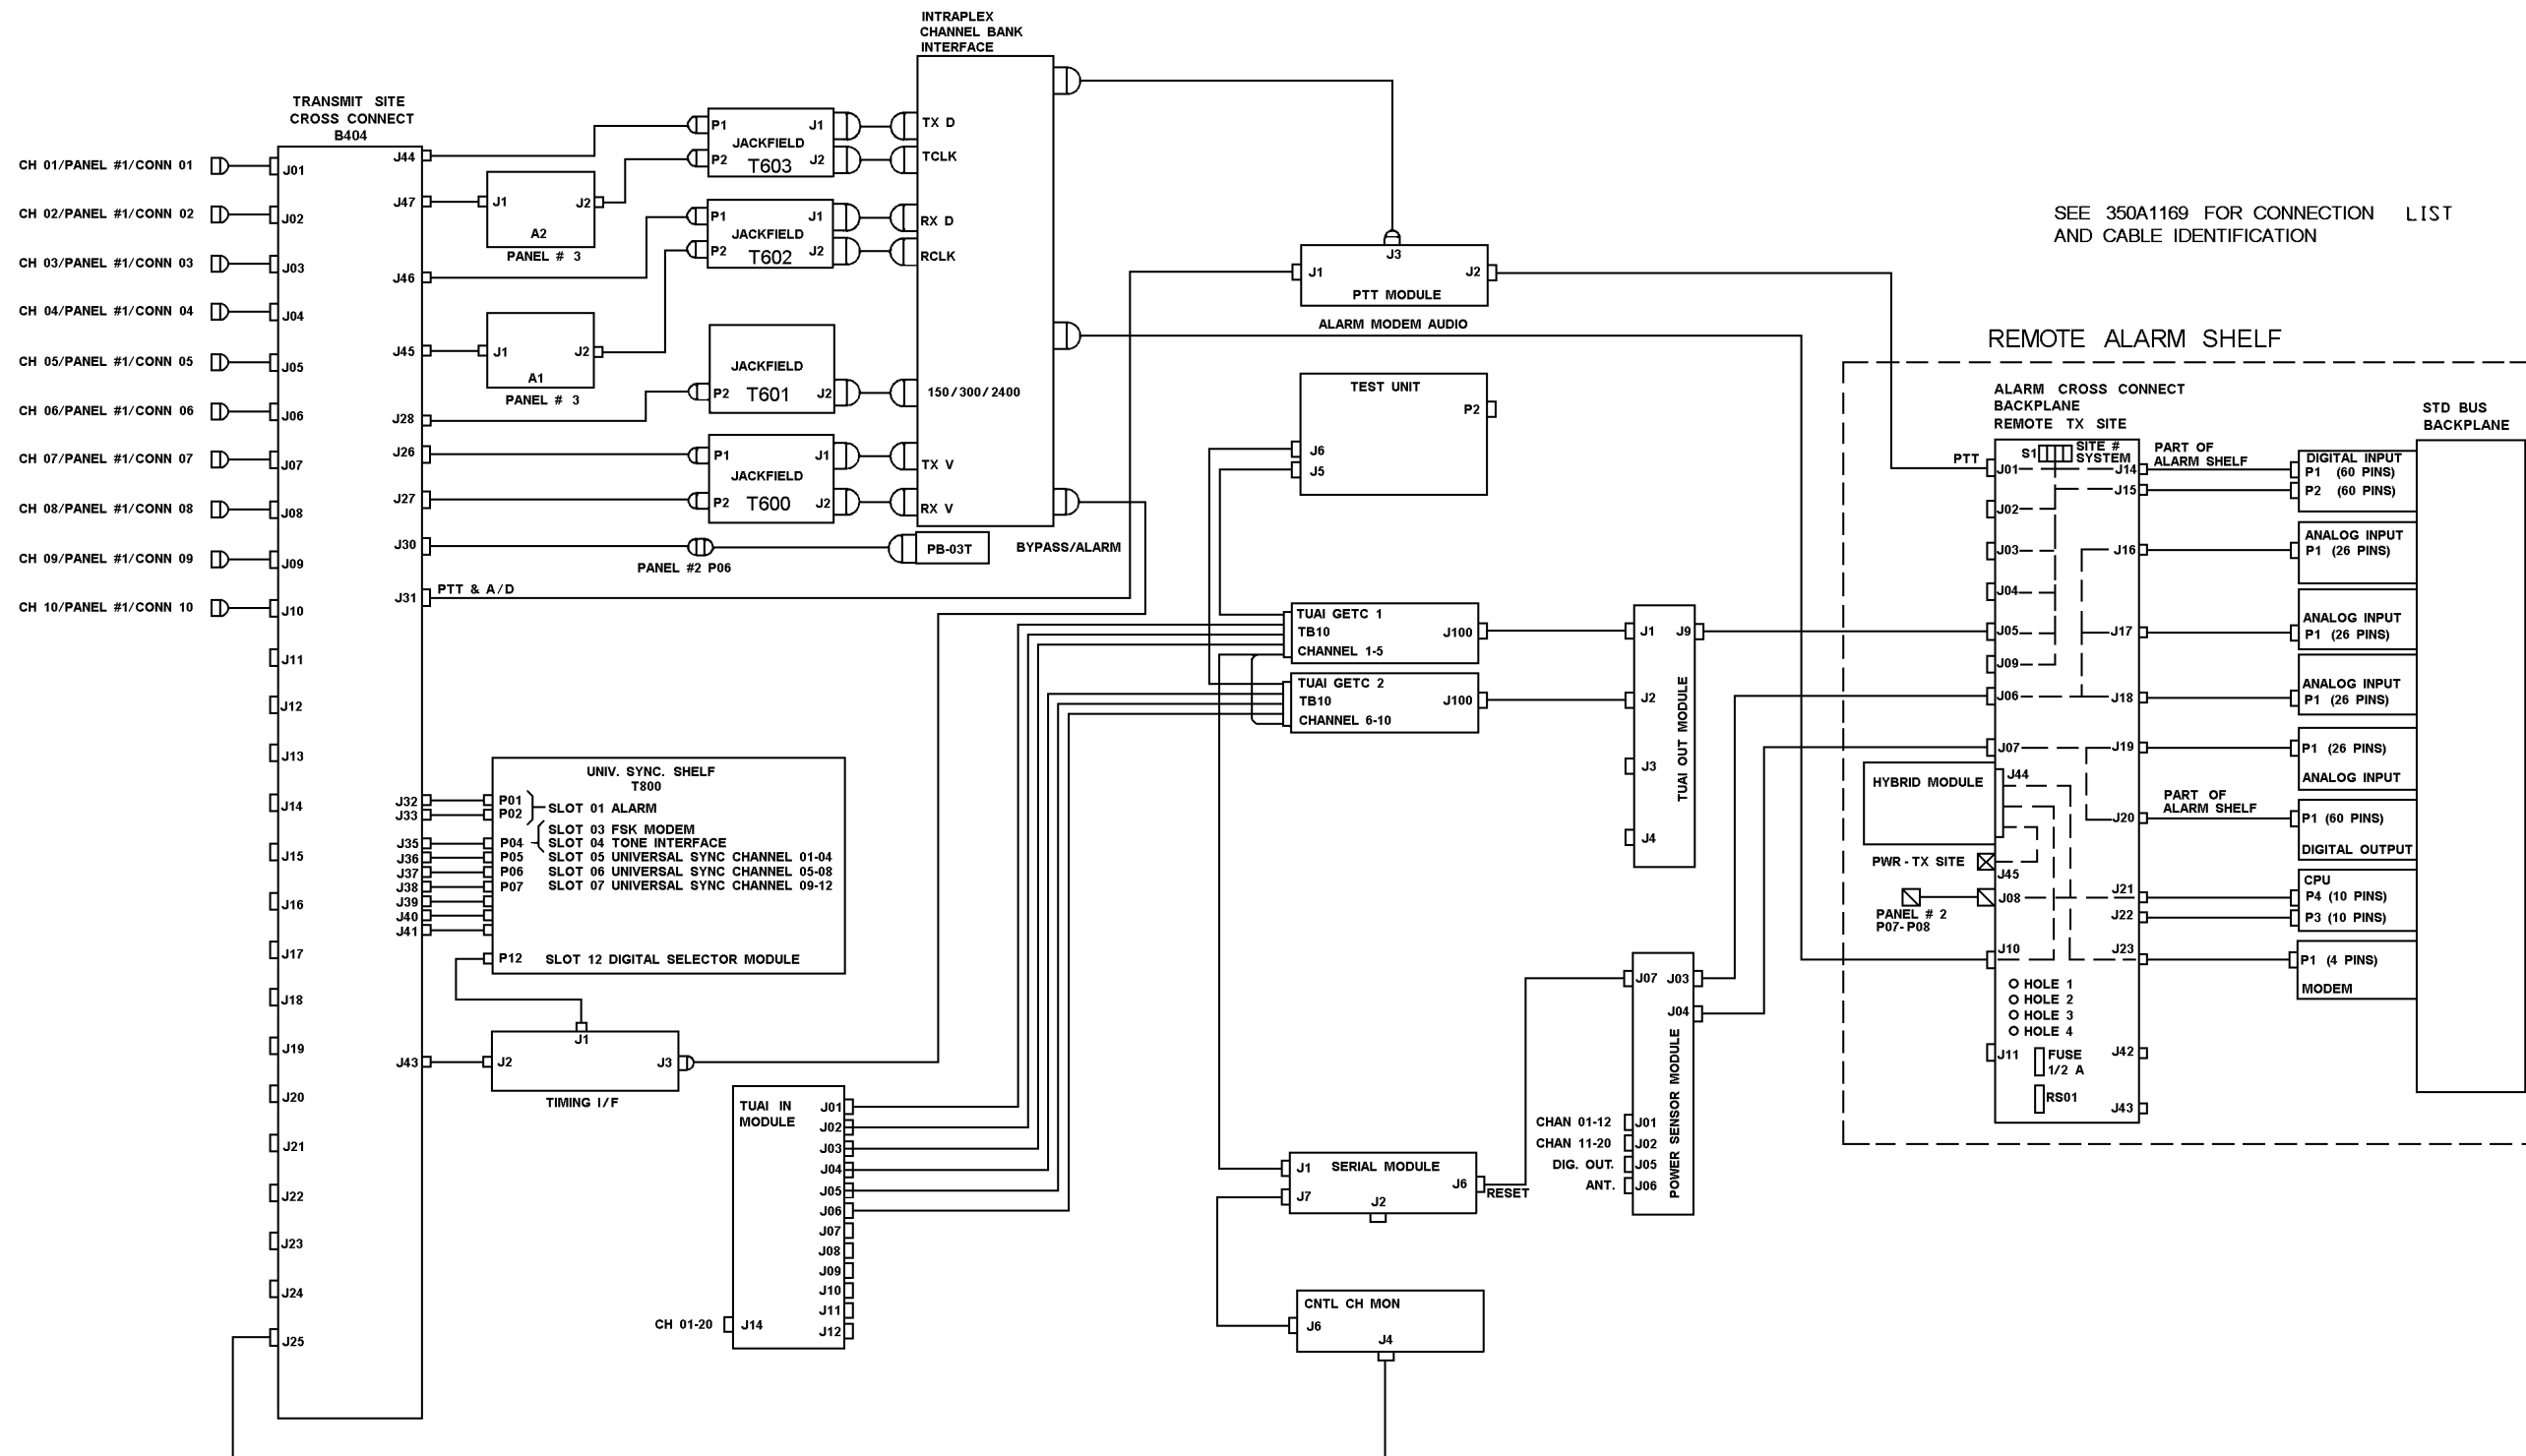 INTRAPLEX
CHANNEL BANK
INTERFACE
TRANSMIT SITE
CROSS CONNECT
B404
CH 01/PANEL #1/CONN 01
CH 02/PANEL #1/CONN 02
CH 03/PANEL #1/CONN 03
CH 04/PANEL #1/CONN 04
CH 05/PANEL #1/CONN 05
CH 06/PANEL #1/CONN 06
CH 07/PANEL #1/CONN 07
CH 08/PANEL #1/CONN 08
CH 09/PANEL #1/CONN 09
CH 10/PANEL #1/CONN 10
J01
J02
J03
J04
J05
J06
J07
J08
J09
J10
J11
J12
J13
J14
J15
J16
J17
J18
J19
J20
J21
J22
J23
J24
J25
J44
J47
J46
J45
J28
J26
J27
J30
J31
J32
J33
J35
J36
J37
J38
J39
J40
J41
J43
J1 J2
A2
PANEL # 3
J1 J2
A1
PANEL # 3
P1 J1
JACKFIELD
P2 J2
T603
P1 J1
JACKFIELD
P2 J2
T602
JACKFIELD
P2 T601 J2
P1 J1
JACKFIELD
P2 T600 J2
TX D
TCLK
RX D
RCLK
150/300/2400
TX V
RX V
PB-03T
BYPASS/ALARM
PANEL #2 P06
PTT & A/D
UNIV. SYNC. SHELF
T800
P01
P02
SLOT 01 ALARM
SLOT 03 FSK MODEM
P04 SLOT 04 TONE INTERFACE
P05 SLOT 05 UNIVERSAL SYNC CHANNEL 01-04
P06 SLOT 06 UNIVERSAL SYNC CHANNEL 05-08
P07 SLOT 07 UNIVERSAL SYNC CHANNEL 09-12
P12 SLOT 12 DIGITAL SELECTOR MODULE
J1
J2 J3
TIMING I/F
TUAI IN
MODULE
J01
J02
J03
J04
J05
J06
J07
J08
J09
J10
J11
J12
CH 01-20 J14
J3
J1 J2
PTT MODULE
ALARM MODEM AUDIO
TEST UNIT
P2
J6
J5
TUAI GETC 1
TB10 J100
CHANNEL 1-5
TUAI GETC 2
TB10 J100
CHANNEL 6-10
J1 J9
J2
J3
J4
TUAI OUT MODULE
J07 J03
J04
POWER SENSOR MODULE
CHAN 01-12 J01
CHAN 11-20 J02
DIG. OUT. J05
ANT. J06
J1 SERIAL MODULE
J7 J2 J6
RESET
CNTL CH MON
J6
J4
SEE 350A1169 FOR CONNECTION LIST
AND CABLE IDENTIFICATION
REMOTE ALARM SHELF
ALARM CROSS CONNECT
BACKPLANE
REMOTE TX SITE
S1 SITE #
SYSTEM
PTT J01
J02
J03
J04
J05
J09
J06
J07
HYBRID MODULE
J44
PWR - TX SITE
J45
J08
PANEL # 2
P07-P08
J10
HOLE 1
HOLE 2
HOLE 3
HOLE 4
J11
FUSE
1/2 A
RS01
J14
J15
J16
J17
J18
J19
J20
J21
J22
J23
J42
J43
PART OF
ALARM SHELF
PART OF
ALARM SHELF
STD BUS
BACKPLANE
DIGITAL INPUT
P1 (60 PINS)
P2 (60 PINS)
ANALOG INPUT
P1 (26 PINS)
ANALOG INPUT
P1 (26 PINS)
ANALOG INPUT
P1 (26 PINS)
P1 (26 PINS)
ANALOG INPUT
P1 (60 PINS)
DIGITAL OUTPUT
CPU
P4 (10 PINS)
P3 (10 PINS)
P1 (4 PINS)
MODEM